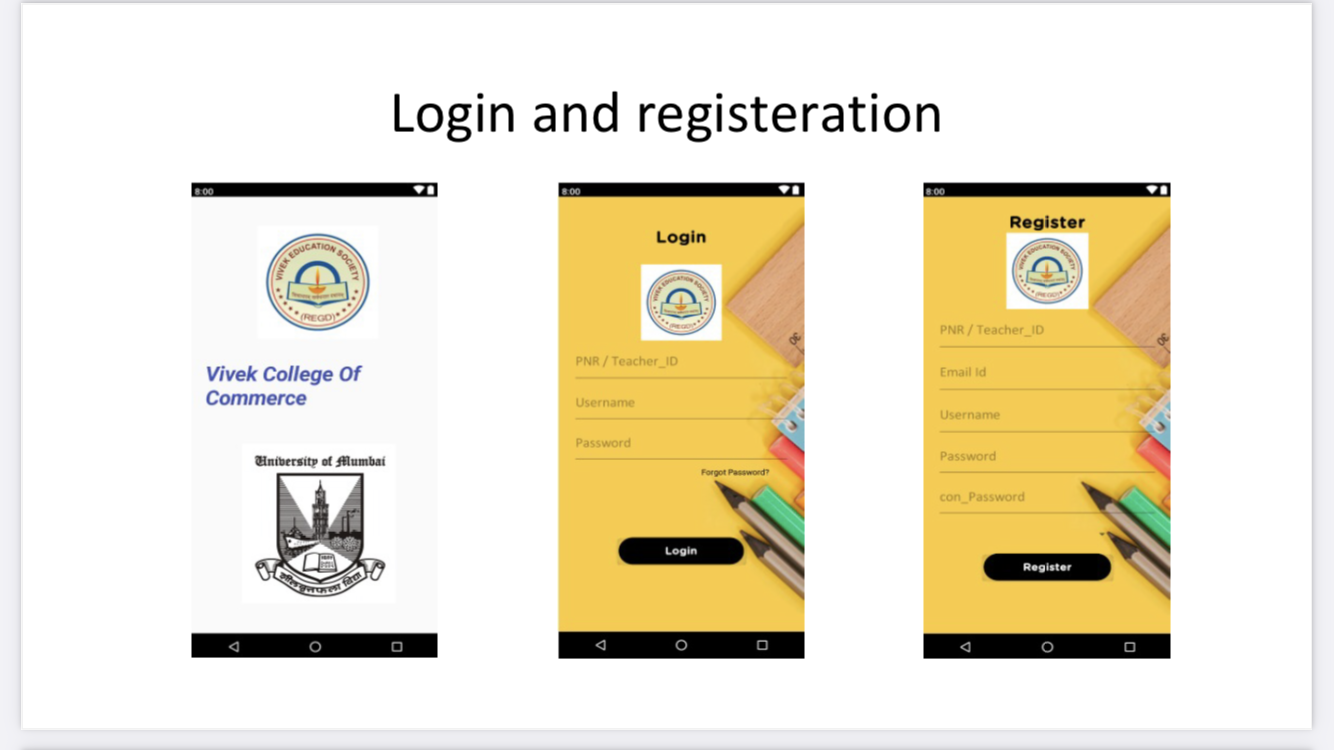 Login and registeration
8:00
VIVEK EDUCATION SOCIETY
(REGD)
Vivek College Of
Commerce
University of Mumbai
8:00
Login
VIVEK EDUCATION SOCIETY
(REGD)
PNR / Teacher_ID
Username
Password
Forgot Password?
Login
8:00
Register
VIVEK EDUCATION SOCIETY
(REGD)
30
PNR / Teacher_ID
Email Id
Username
Password
con_Password
Register